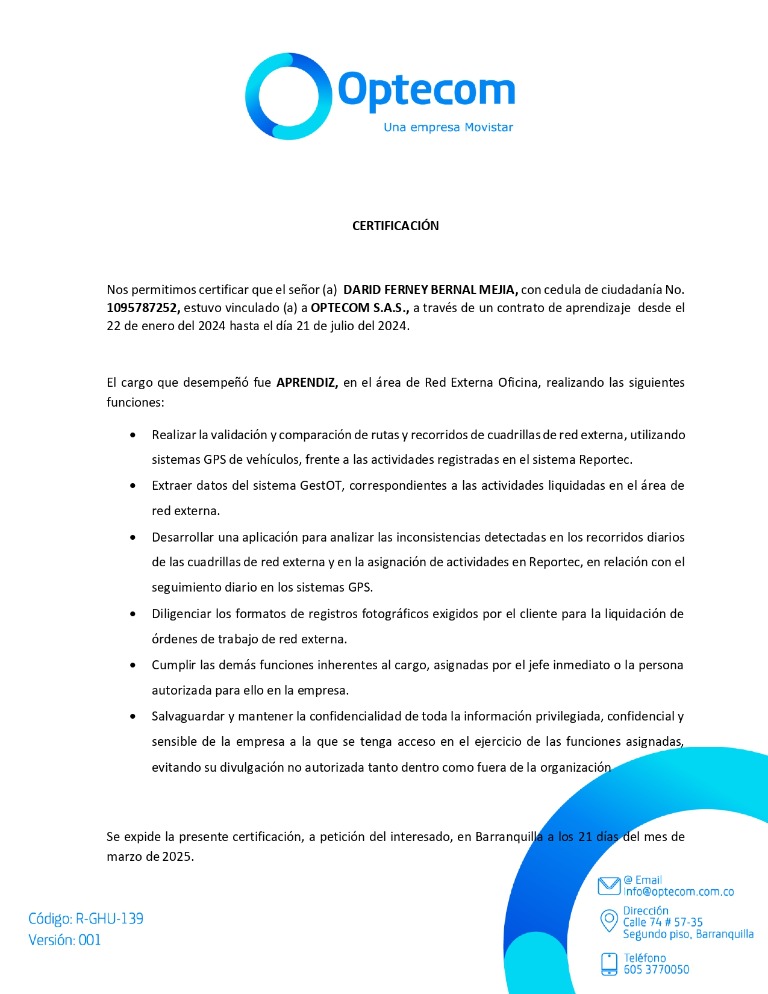 Optecom
Una empresa Movistar
CERTIFICACIÓN
Nos permitimos certificar que el señor (a) DARID FERNEY BERNAL MEJIA, con cedula de ciudadanía No.
1095787252, estuvo vinculado (a) a OPTECOM S.A.S., a través de un contrato de aprendizaje desde el
22 de enero del 2024 hasta el día 21 de julio del 2024.
El cargo que desempeñó fue APRENDIZ, en el área de Red Externa Oficina, realizando las siguientes
funciones:
• Realizar la validación y comparación de rutas y recorridos de cuadrillas de red externa, utilizando
sistemas GPS de vehículos, frente a las actividades registradas en el sistema Reportec.
• Extraer datos del sistema GestOT, correspondientes a las actividades liquidadas en el área de
red externa.
• Desarrollar una aplicación para analizar las inconsistencias detectadas en los recorridos diarios
de las cuadrillas de red externa y en la asignación de actividades en Reportec, en relación con el
seguimiento diario en los sistemas GPS.
• Diligenciar los formatos de registros fotográficos exigidos por el cliente para la liquidación de
órdenes de trabajo de red externa.
• Cumplir las demás funciones inherentes al cargo, asignadas por el jefe inmediato o la persona
autorizada para ello en la empresa.
• Salvaguardar y mantener la confidencialidad de toda la información privilegiada, confidencial y
sensible de la empresa a la que se tenga acceso en el ejercicio de las funciones asignadas,
evitando su divulgación no autorizada tanto dentro como fuera de la organización
Se expide la presente certificación, a petición del interesado, en Barranquilla a los 21 días del mes de
marzo de 2025.
@ Email
Info@optecom.com.co
Dirección
Calle 74 # 57-35
Segundo piso, Barranquilla
Teléfono
605 3770050
Código: R-GHU-139
Versión: 001